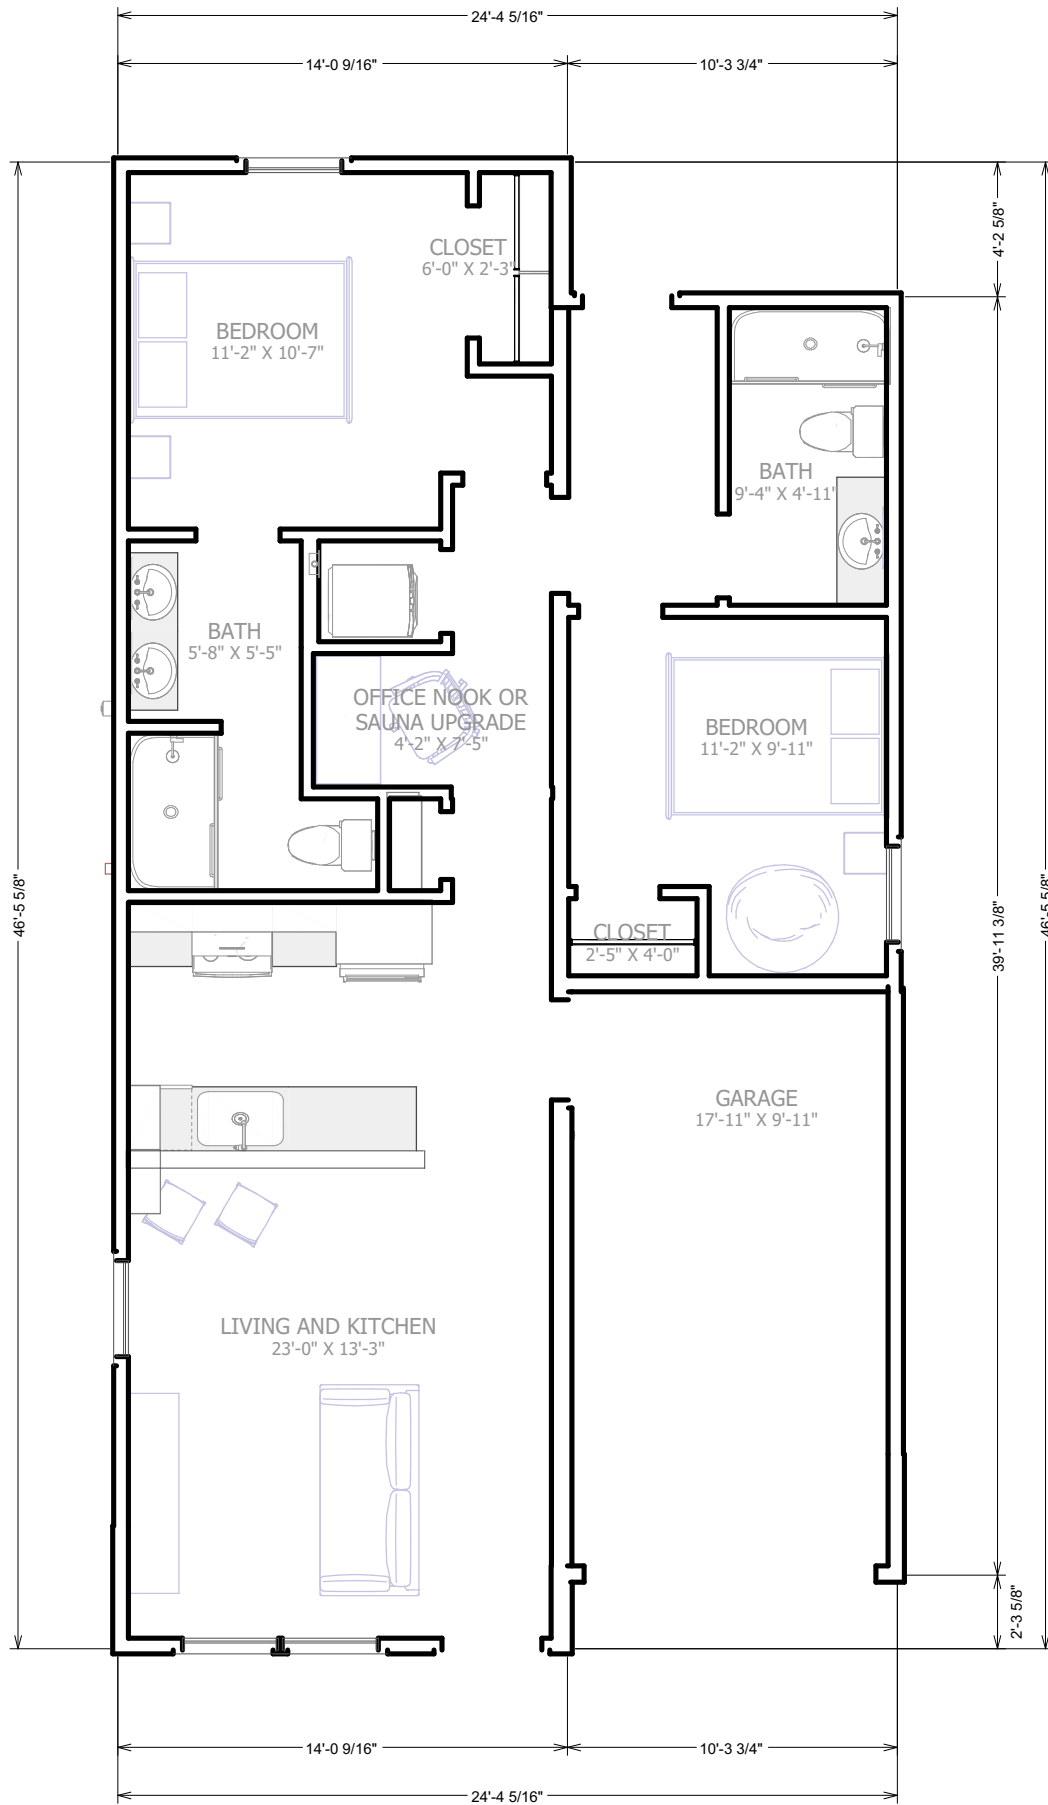 24'-4 5/16"
14'-0 9/16"
10'-3 3/4"
4'-2 5/8"
CLOSET
6'-0" X 2'-3"
BEDROOM
11'-2" X 10'-7"
BATH
9'-4" X 4'-11"
BATH
5'-8" X 5'-5"
OFFICE NOOK OR
SAUNA UPGRADE
4'-2" X 7'-5"
BEDROOM
11'-2" X 9'-11"
46'-5 5/8"
CLOSET
2'-5" X 4'-0"
39'-11 3/8"
46'-5 5/8"
GARAGE
17'-11" X 9'-11"
LIVING AND KITCHEN
23'-0" X 13'-3"
2'-3 5/8"
14'-0 9/16"
10'-3 3/4"
24'-4 5/16"